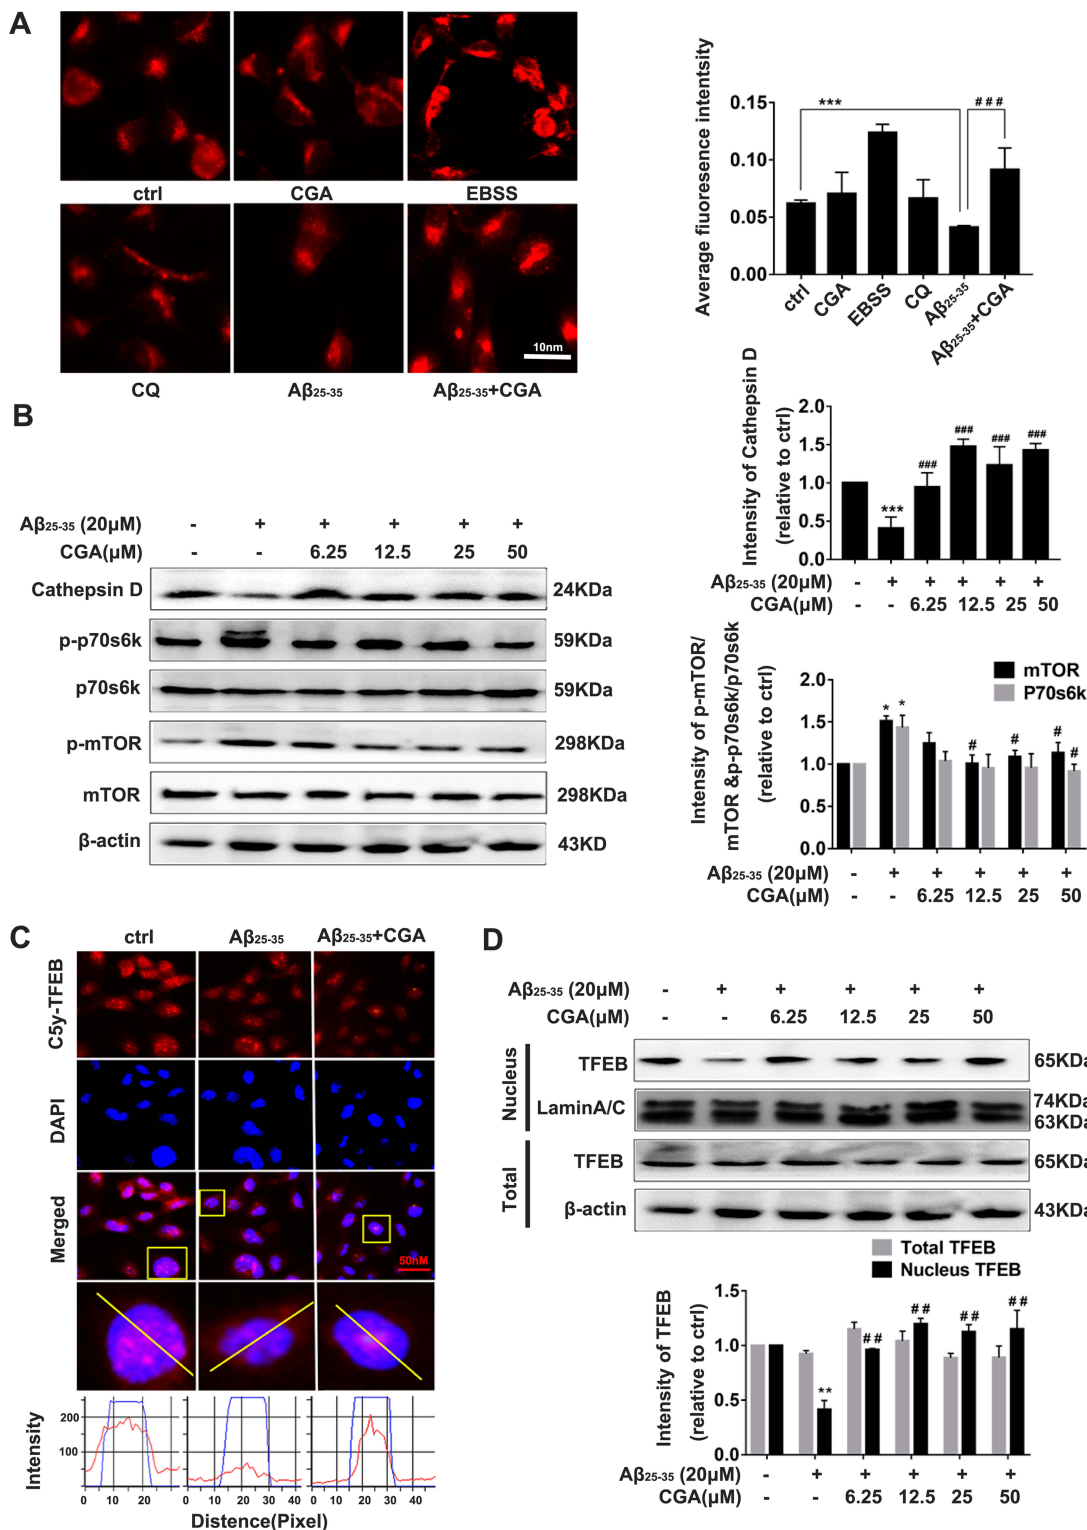 A
ctrl
CGA
EBSS
CQ
Aβ25-35
Aβ25-35+CGA
10nm
Average fluoresence intentsity
0.15
0.10
0.05
0.00
***
###
ctrl
CGA
EBSS
CQ
Aβ25-35
Aβ25-35+CGA
B
Aβ25-35 (20μM) - + + + + +
CGA(μM) - - 6.25 12.5 25 50
Cathepsin D 24KDa
p-p70s6k 59KDa
p70s6k 59KDa
p-mTOR 298KDa
mTOR 298KDa
β-actin 43KD
Intensity of Cathepsin D
(relative to ctrl)
2.0
1.5
1.0
0.5
0.0
*** ### ### ### ###
Aβ25-35 (20μM) - + + + + +
CGA(μM) - - 6.25 12.5 25 50
Intensity of p-mTOR/
mTOR &p-p70s6k/p70s6k
(relative to ctrl)
mTOR
P70s6k
2.0
1.5
1.0
0.5
0.0
* * # # # #
Aβ25-35 (20μM) - + + + + +
CGA(μM) - - 6.25 12.5 25 50
C
ctrl Aβ25-35 Aβ25-35+CGA
C5y-TFEB
DAPI
Merged
50nM
Intensity
200
100
0 20 0 20 40 0 20 40
Distence(Pixel)
D
Aβ25-35 (20μM) - + + + + +
CGA(μM) - - 6.25 12.5 25 50
Nucleus
TFEB 65KDa
LaminA/C 74KDa
63KDa
Total
TFEB 65KDa
β-actin 43KDa
Total TFEB
Nucleus TFEB
Intensity of TFEB
(relative to ctrl)
1.5
1.0
0.5
0.0
** ## ## ## ##
Aβ25-35 (20μM) - + + + + +
CGA(μM) - - 6.25 12.5 25 50